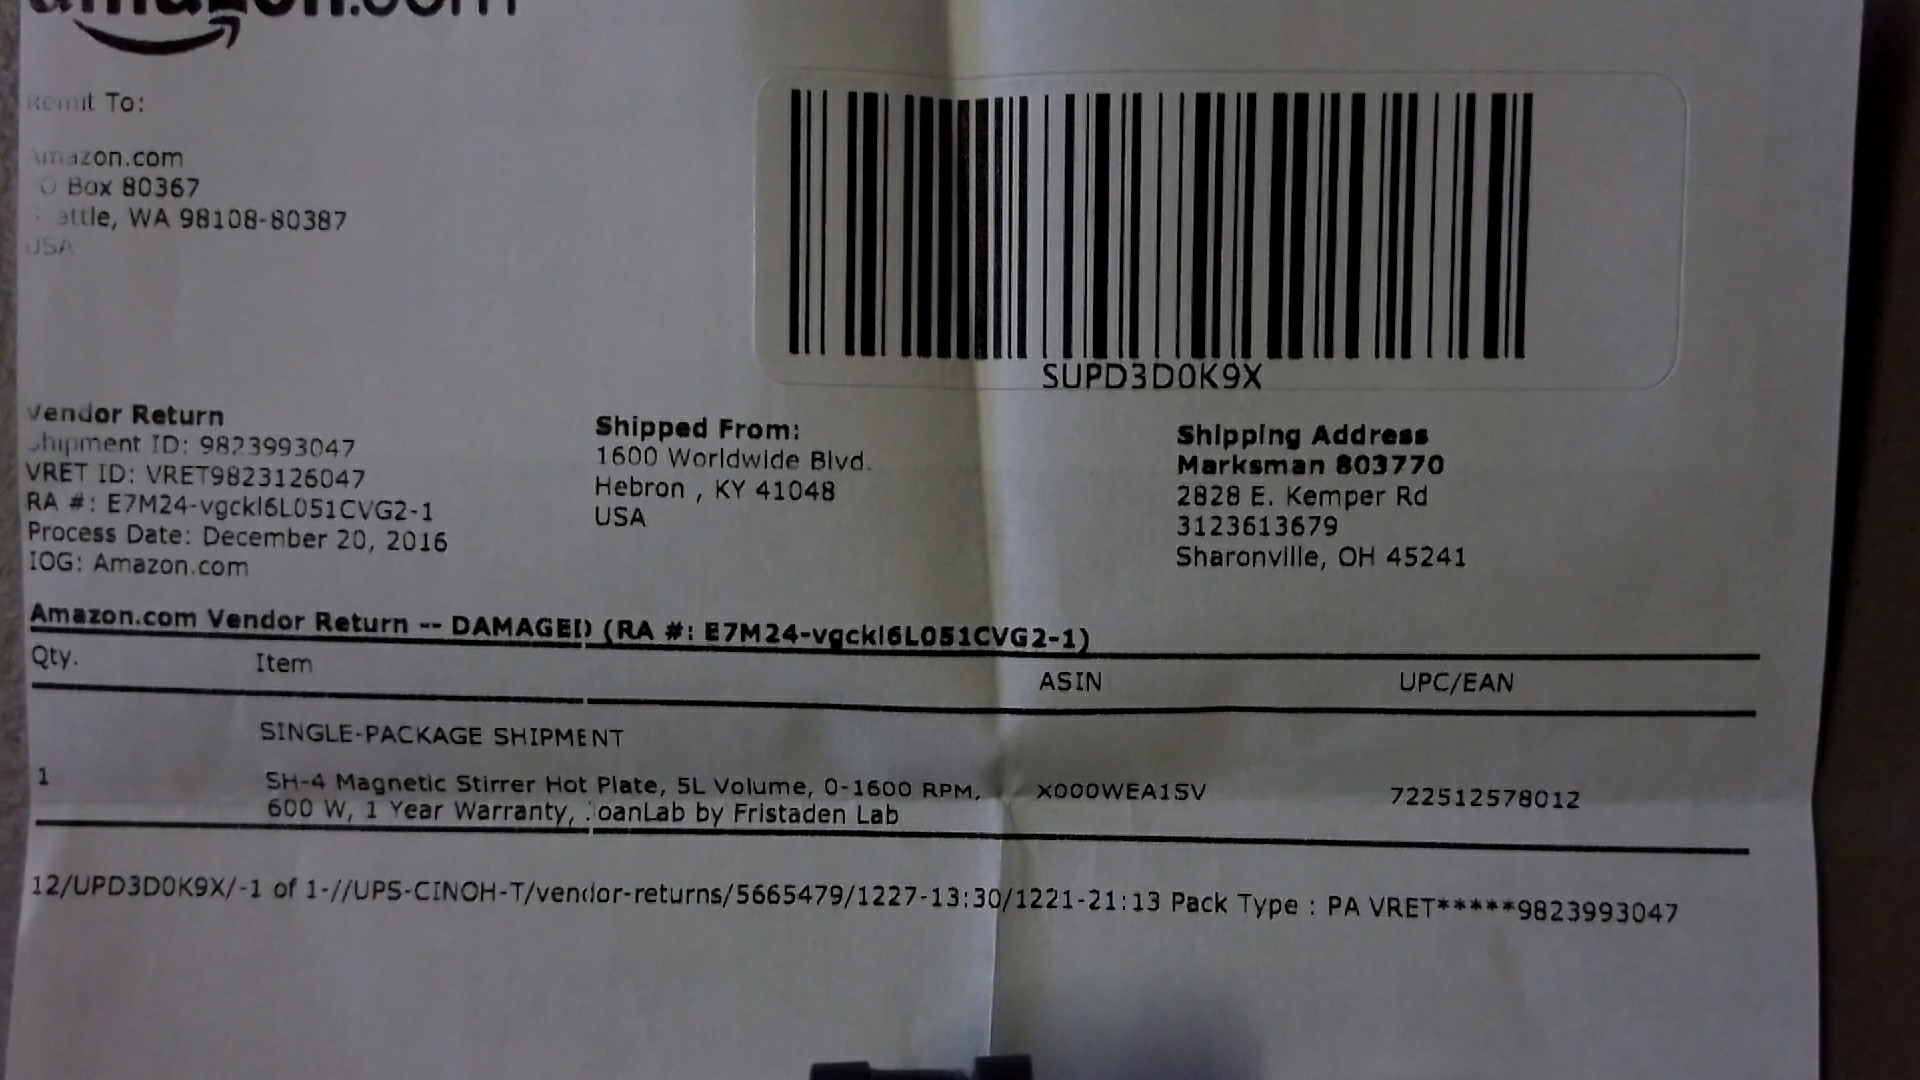 amazon.com
Remit To:
Amazon.com
O Box 80367
attle, WA 98108-80387
USA
SUPD3D0K9X
Vendor Return
Shipment ID: 9823993047
VRET ID: VRET9823126047
RA #: E7M24-vgckl6L051CVG2-1
Process Date: December 20, 2016
IOG: Amazon.com
Shipped From:
1600 Worldwide Blvd.
Hebron , KY 41048
USA
Shipping Address
Marksman 803770
2828 E. Kemper Rd
3123613679
Sharonville, OH 45241
Amazon.com Vendor Return -- DAMAGED (RA #: E7M24-vgckl6L051CVG2-1)
Qty. Item ASIN UPC/EAN
SINGLE-PACKAGE SHIPMENT
1 SH-4 Magnetic Stirrer Hot Plate, 5L Volume, 0-1600 RPM, X000WEA1SV 722512578012
600 W, 1 Year Warranty, JoanLab by Fristaden Lab
12/UPD3D0K9X/-1 of 1-//UPS-CINOH-T/vendor-returns/5665479/1227-13:30/1221-21:13 Pack Type : PA VRET*****9823993047